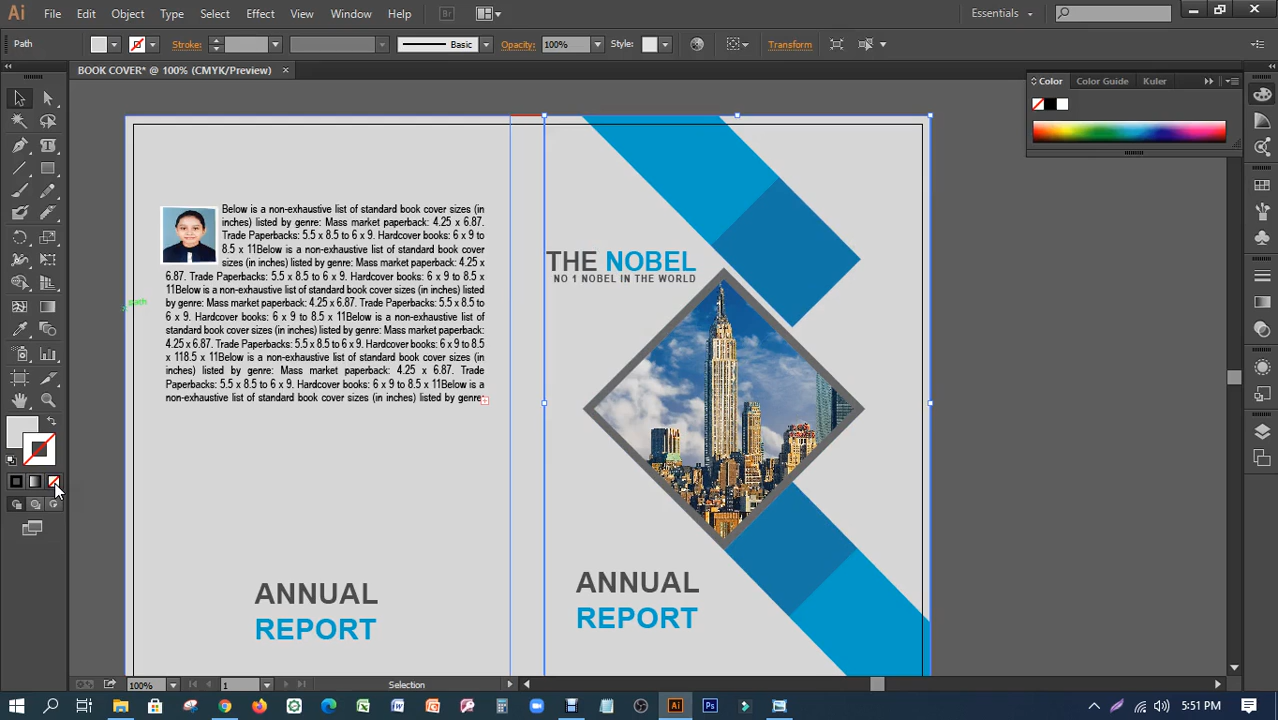 Ai File Edit Object Type Select Effect View Window Help Br Essentials
Path Stroke: Basic Opacity: 100% Style: Transform
BOOK COVER* @ 100% (CMYK/Preview)
Color Color Guide Kuler
Below is a non-exhaustive list of standard book cover sizes (in
inches) listed by genre: Mass market paperback: 4.25 x 6.87.
Trade Paperbacks: 5.5 x 8.5 to 6 x 9. Hardcover books: 6 x 9 to
8.5 x 11Below is a non-exhaustive list of standard book cover
sizes (in inches) listed by genre: Mass market paperback: 4.25 x
6.87. Trade Paperbacks: 5.5 x 8.5 to 6 x 9. Hardcover books: 6 x 9 to 8.5 x
11Below is a non-exhaustive list of standard book cover sizes (in inches) listed
by genre: Mass market paperback: 4.25 x 6.87. Trade Paperbacks: 5.5 x 8.5 to
6 x 9. Hardcover books: 6 x 9 to 8.5 x 11Below is a non-exhaustive list of
standard book cover sizes (in inches) listed by genre: Mass market paperback:
4.25 x 6.87. Trade Paperbacks: 5.5 x 8.5 to 6 x 9. Hardcover books: 6 x 9 to 8.5
x 118.5 x 11Below is a non-exhaustive list of standard book cover sizes (in
inches) listed by genre: Mass market paperback: 4.25 x 6.87. Trade
Paperbacks: 5.5 x 8.5 to 6 x 9. Hardcover books: 6 x 9 to 8.5 x 11Below is a
non-exhaustive list of standard book cover sizes (in inches) listed by genre:
THE NOBEL
NO 1 NOBEL IN THE WORLD
ANNUAL
REPORT
ANNUAL
REPORT
100% 1 Selection
5:51 PM